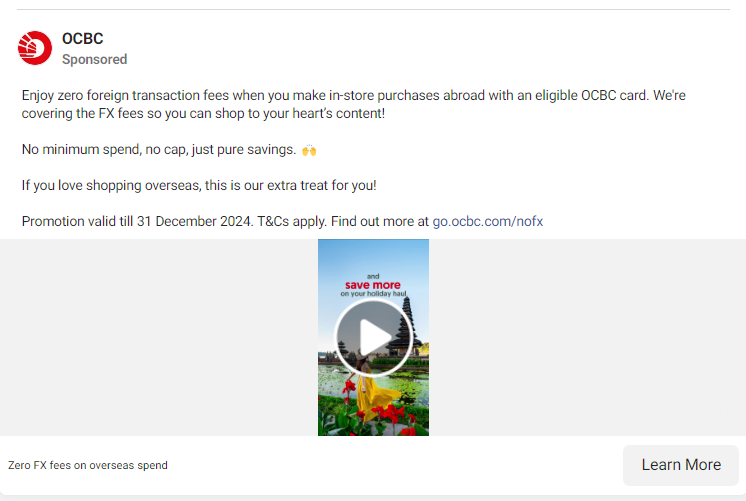 OCBC
Sponsored
Enjoy zero foreign transaction fees when you make in-store purchases abroad with an eligible OCBC card. We're
covering the FX fees so you can shop to your heart's content!
No minimum spend, no cap, just pure savings. 🙌
If you love shopping overseas, this is our extra treat for you!
Promotion valid till 31 December 2024. T&Cs apply. Find out more at go.ocbc.com/nofx
and
save more
on your holiday haul
Zero FX fees on overseas spend
Learn More